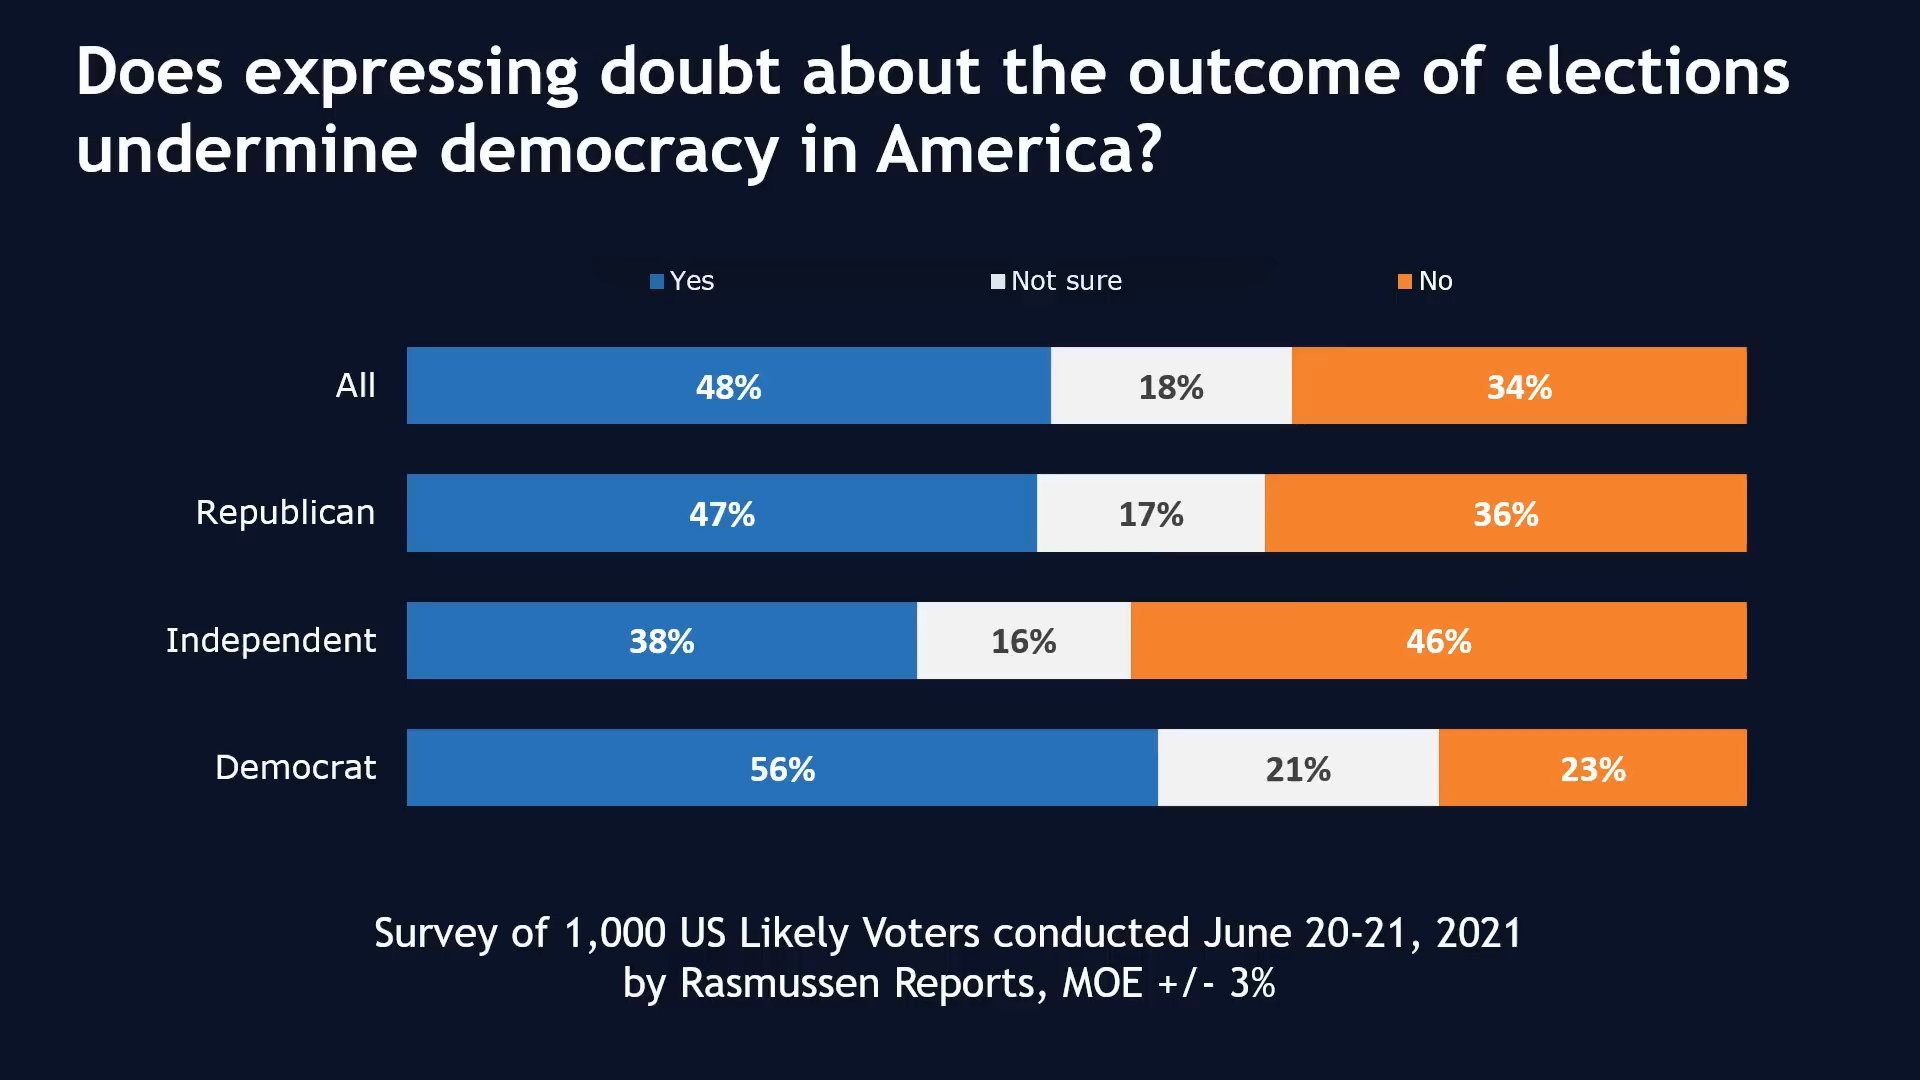 Does expressing doubt about the outcome of elections
undermine democracy in America?
Yes Not sure No
All 48% 18% 34%
Republican 47% 17% 36%
Independent 38% 16% 46%
Democrat 56% 21% 23%
Survey of 1,000 US Likely Voters conducted June 20-21, 2021
by Rasmussen Reports, MOE +/- 3%